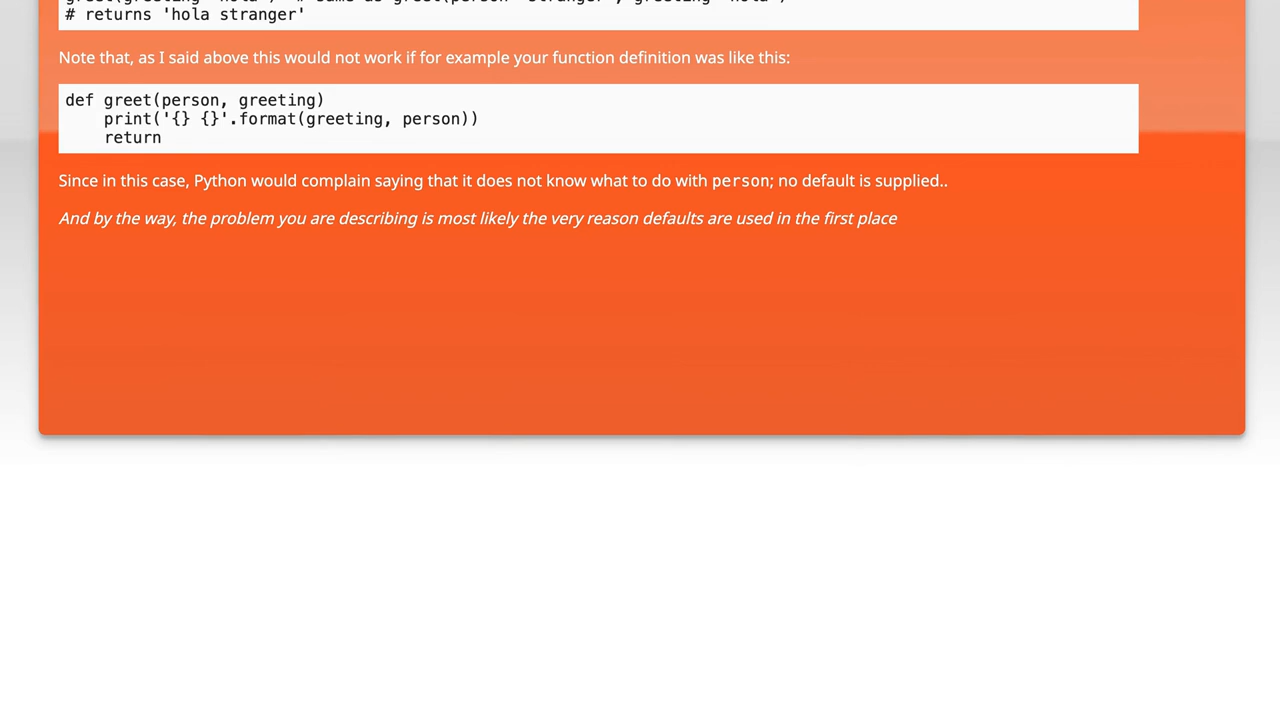 # returns 'hola stranger'
Note that, as I said above this would not work if for example your function definition was like this:
def greet(person, greeting)
    print('{} {}'.format(greeting, person))
    return
Since in this case, Python would complain saying that it does not know what to do with person; no default is supplied..
And by the way, the problem you are describing is most likely the very reason defaults are used in the first place